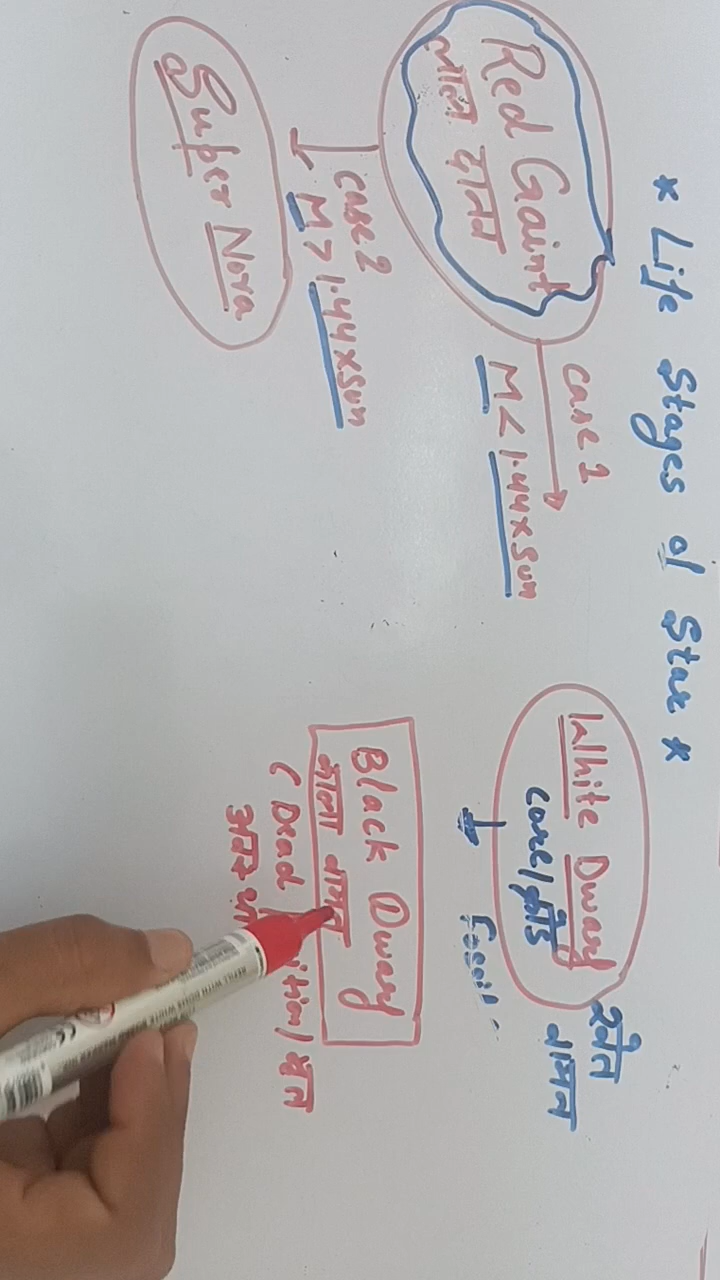 * Life Stages of Star *
Red Gaint
लाल दानव
case 1
M < 1.44 x Sun
White Dwarf
core/क्रोड
श्वेत
वामन
case 2
M > 1.44 x Sun
Super Nova
Fossil
Black Dwarf
काला वामन
(Dead